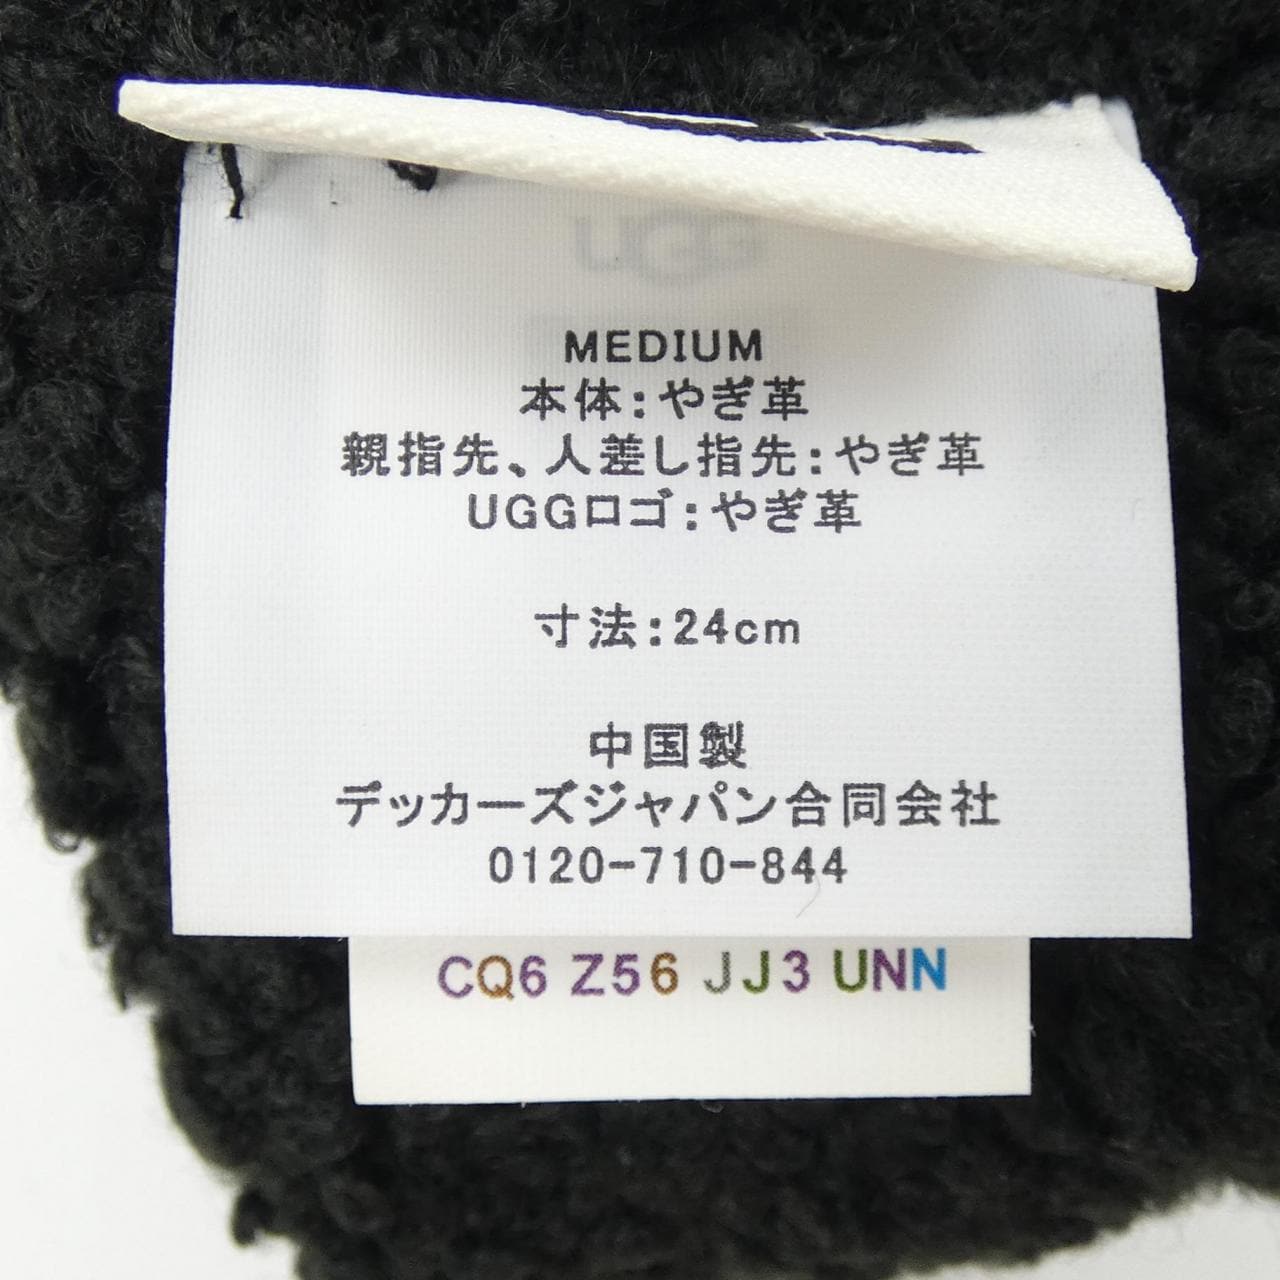 UGG
MEDIUM
本体:やぎ革
親指先、人差し指先:やぎ革
UGGロゴ:やぎ革
寸法:24cm
中国製
デッカーズジャパン合同会社
0120-710-844
CQ6 Z56 JJ3 UNN